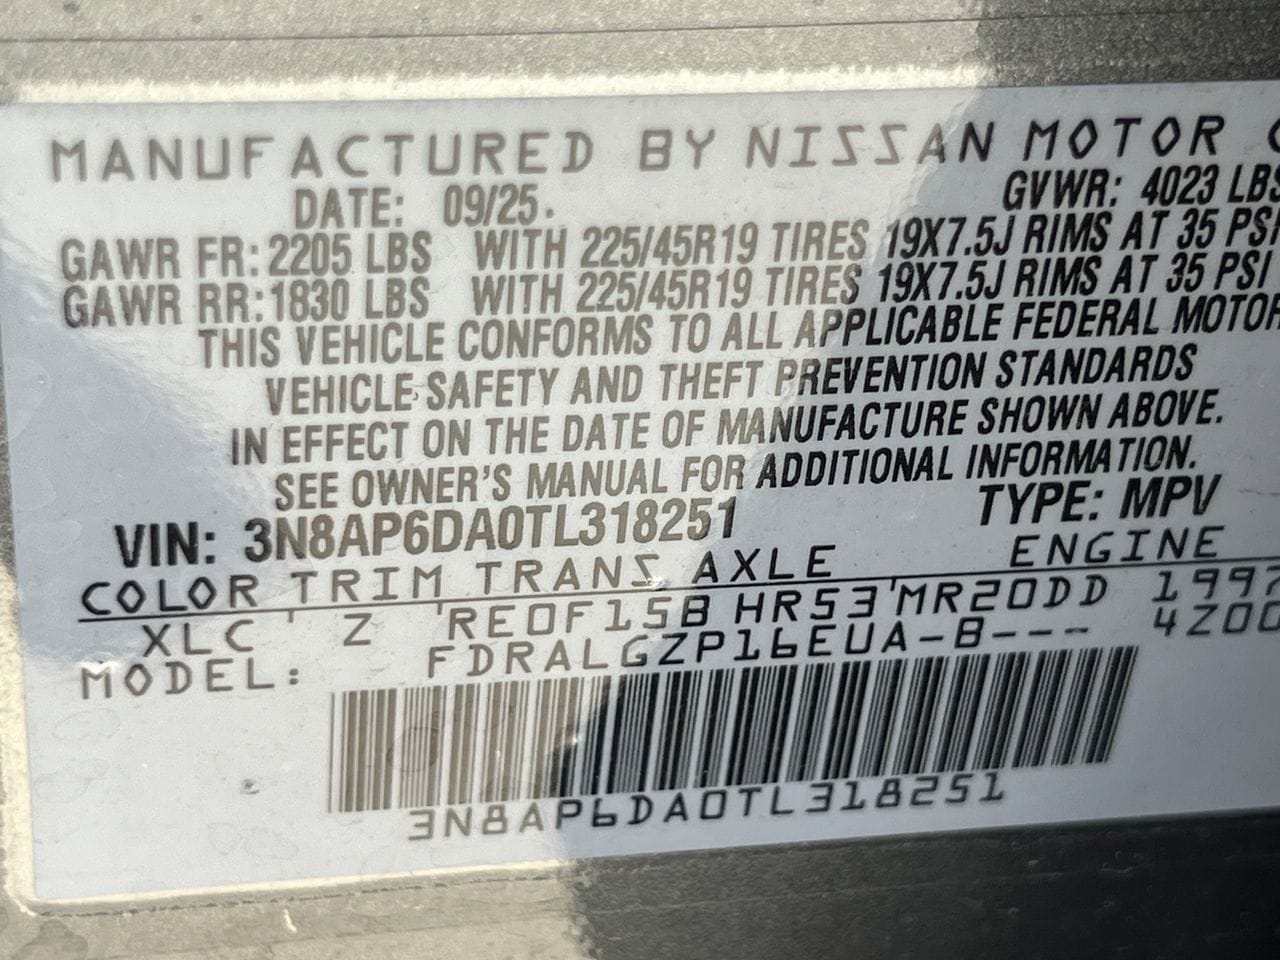 MANUFACTURED BY NISSAN MOTOR C
DATE: 09/25. GVWR: 4023 LBS
GAWR FR: 2205 LBS WITH 225/45R19 TIRES 19X7.5J RIMS AT 35 PSI
GAWR RR: 1830 LBS WITH 225/45R19 TIRES 19X7.5J RIMS AT 35 PSI
THIS VEHICLE CONFORMS TO ALL APPLICABLE FEDERAL MOTOR
VEHICLE SAFETY AND THEFT PREVENTION STANDARDS
IN EFFECT ON THE DATE OF MANUFACTURE SHOWN ABOVE.
SEE OWNER'S MANUAL FOR ADDITIONAL INFORMATION.
VIN: 3N8AP6DA0TL318251 TYPE: MPV
COLOR TRIM TRANS AXLE ENGINE
XLC ' Z ' RE0F15B HR53 ' MR20DD 1997
MODEL: FDRALGZP16EUA-B--- 4Z00
3N8AP6DA0TL318251